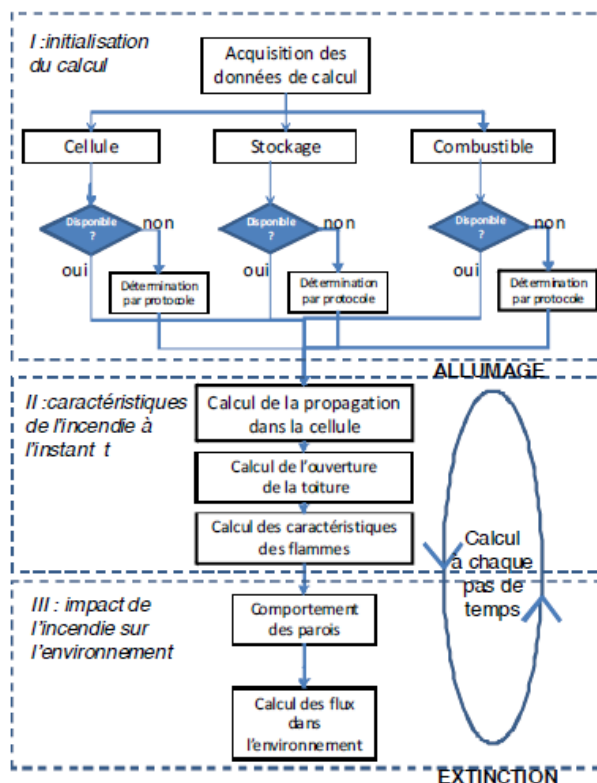 I :initialisation
du calcul
Acquisition des
données de calcul
Cellule
Stockage
Combustible
Disponible
?
non
oui
Disponible
?
non
oui
Disponible
?
non
oui
Détermination
par protocole
Détermination
par protocole
Détermination
par protocole
ALLUMAGE
II :caractéristiques
de l'incendie à
l'instant t
Calcul de la propagation
dans la cellule
Calcul de l'ouverture
de la toiture
Calcul des caractéristiques
des flammes
Calcul
à chaque
pas de
temps
III : impact de
l'incendie sur
l'environnement
Comportement
des parois
Calcul des flux
dans
l'environnement
EXTINCTION